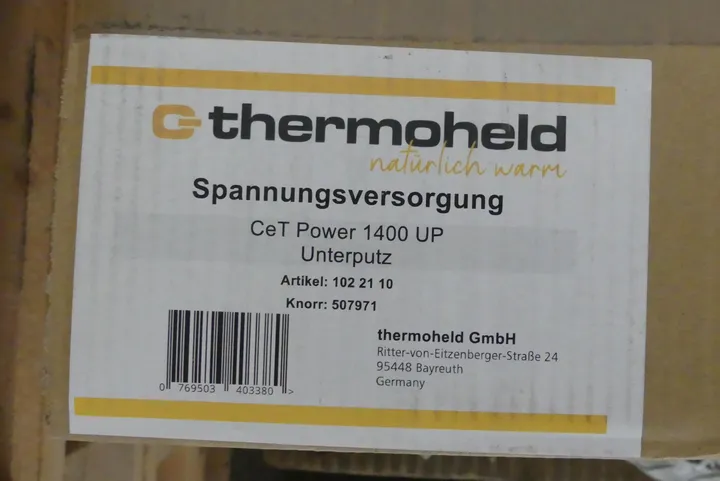 thermoheld
natürlich warm
Spannungsversorgung
CeT Power 1400 UP
Unterputz
Artikel: 102 21 10
Knorr: 507971
thermoheld GmbH
Ritter-von-Eitzenberger-Straße 24
95448 Bayreuth
Germany
0 769503 403380 >